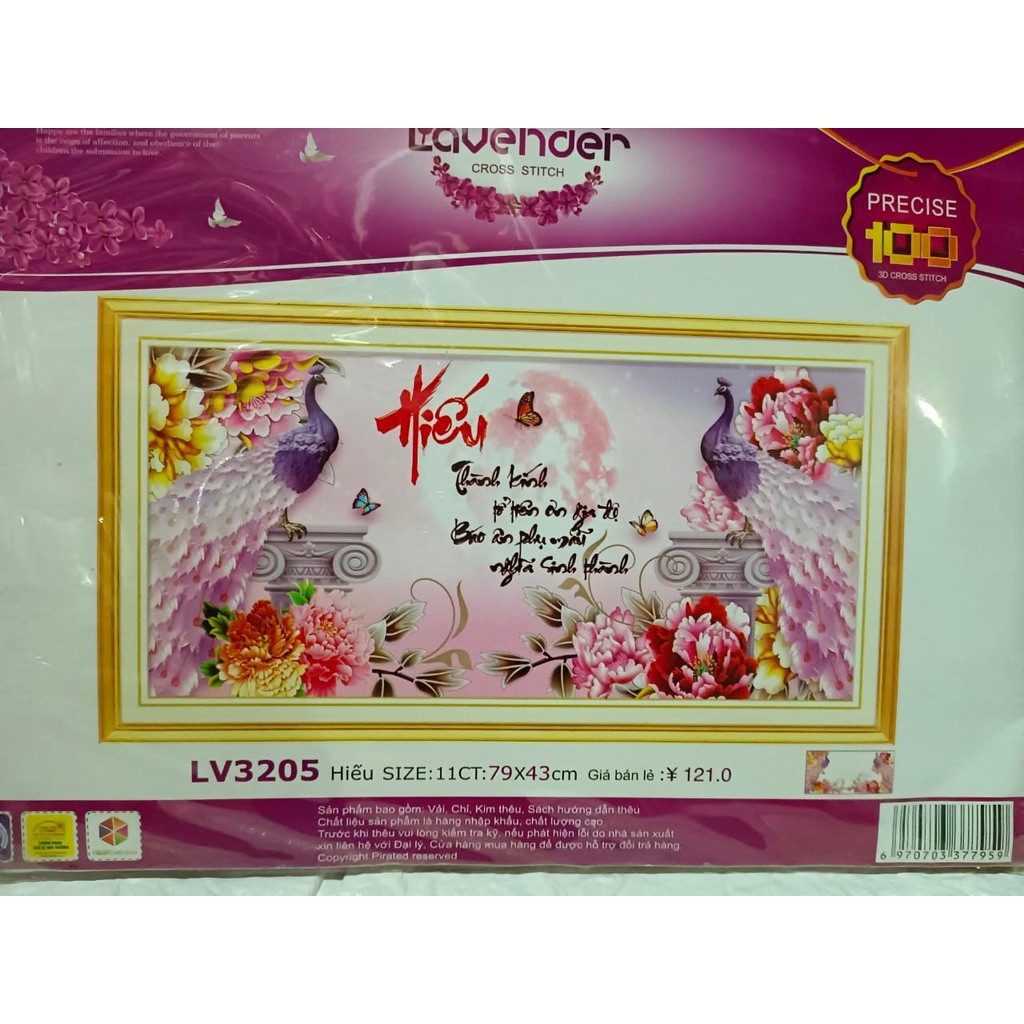 Happy are the families where the government of parents
is the reign of affection, and obedience of the
children the submission to love.
Lavender
CROSS STITCH
PRECISE
100
3D CROSS STITCH
Hiếu
Thành kính
tổ tiên ân
Báo ân phụ mẫu
nghĩa sinh thành
LV3205 Hiếu SIZE:11CT:79X43cm Giá bán lẻ :¥ 121.0
Sản phẩm bao gồm: Vải, Chỉ, Kim thêu, Sách hướng dẫn thêu
Chất liệu sản phẩm là hàng nhập khẩu, chất lượng cao
Trước khi thêu vui lòng kiểm tra kỹ, nếu phát hiện lỗi do nhà sản xuất
xin liên hệ với Đại lý, Cửa hàng mua hàng để được hỗ trợ đổi trả hàng.
Copyright Pirated reserved
6 970703 377959